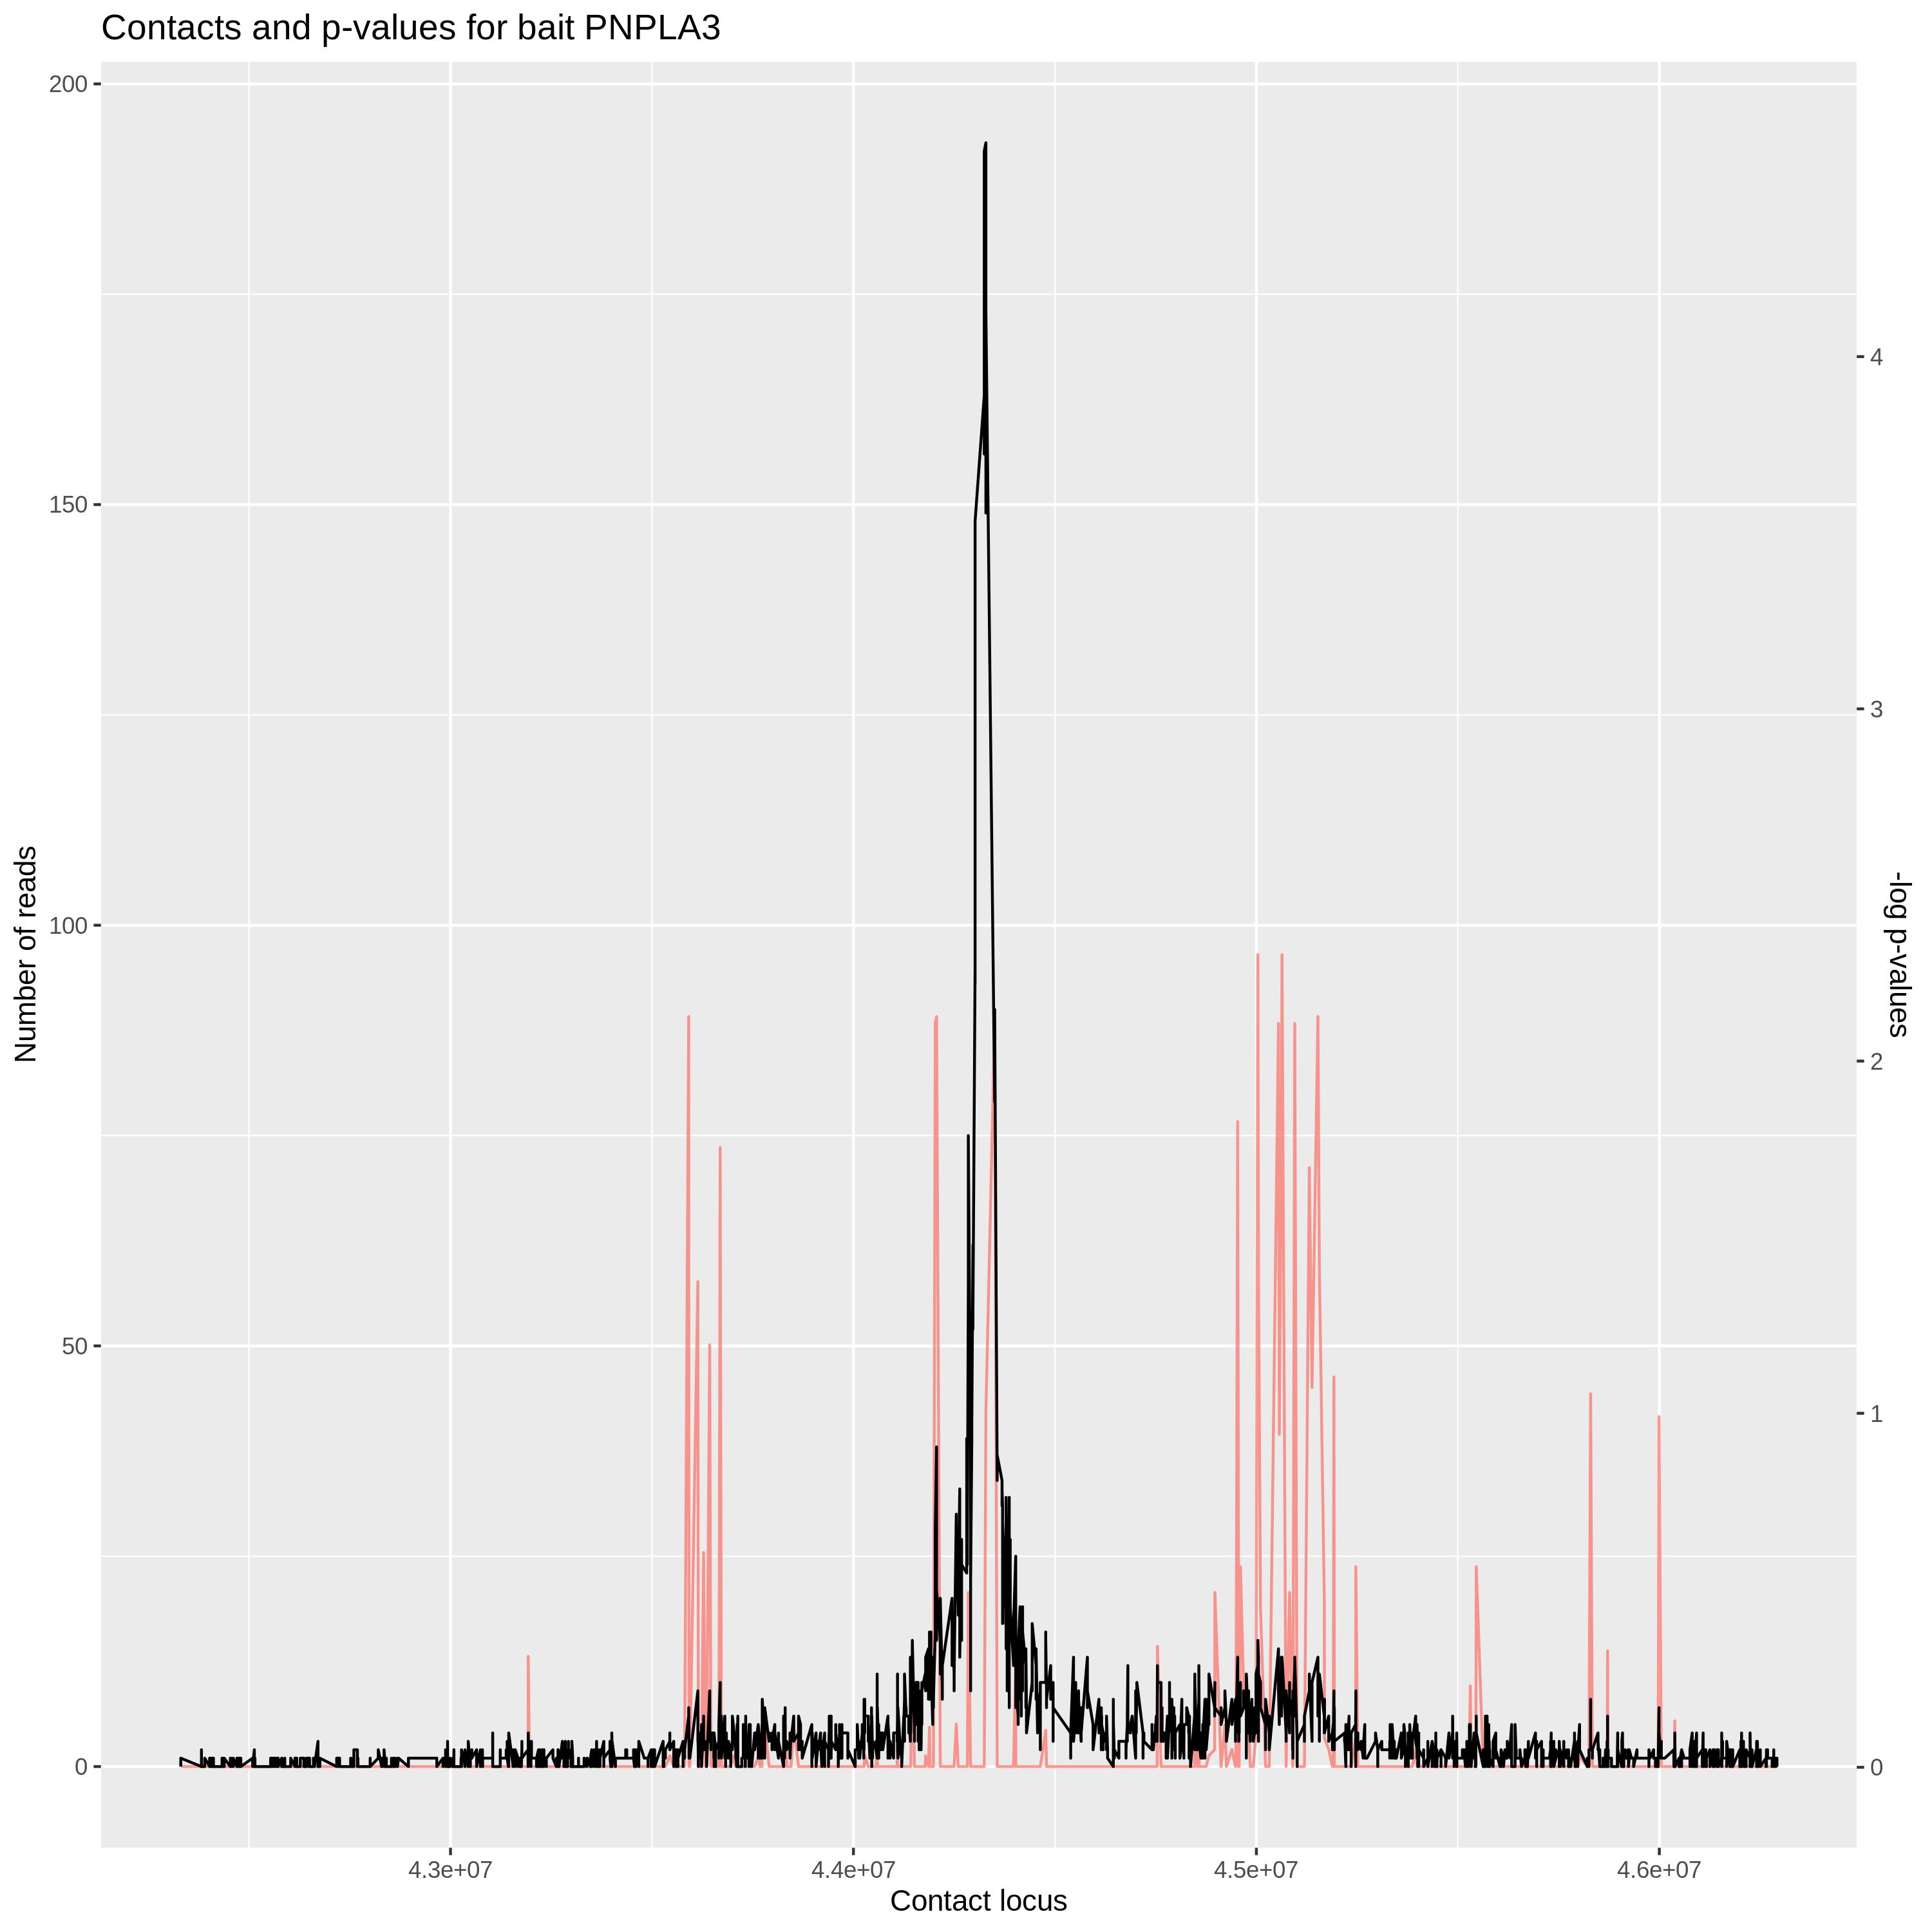 Contacts and p-values for bait PNPLA3
200
150
100
50
0
Number of reads
4
3
2
1
0
-log p-values
4.3e+07 4.4e+07 4.5e+07 4.6e+07
Contact locus